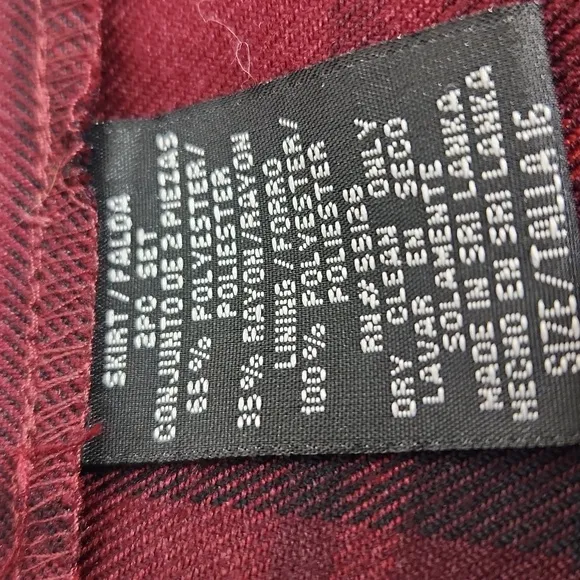 SKIRT/FALDA
2PC SET
CONJUNTO DE 2 PIEZAS
65% POLYESTER/
POLIESTER
35% RAYON/RAYON
LINING/FORRO
100% POLYESTER/
POLIESTER
RN#
DRY CLEAN ONLY
LAVAR EN SECO
SOLAMENTE
MADE IN SRI LANKA
HECHO EN SRI LANKA
SIZE/TALLA 16